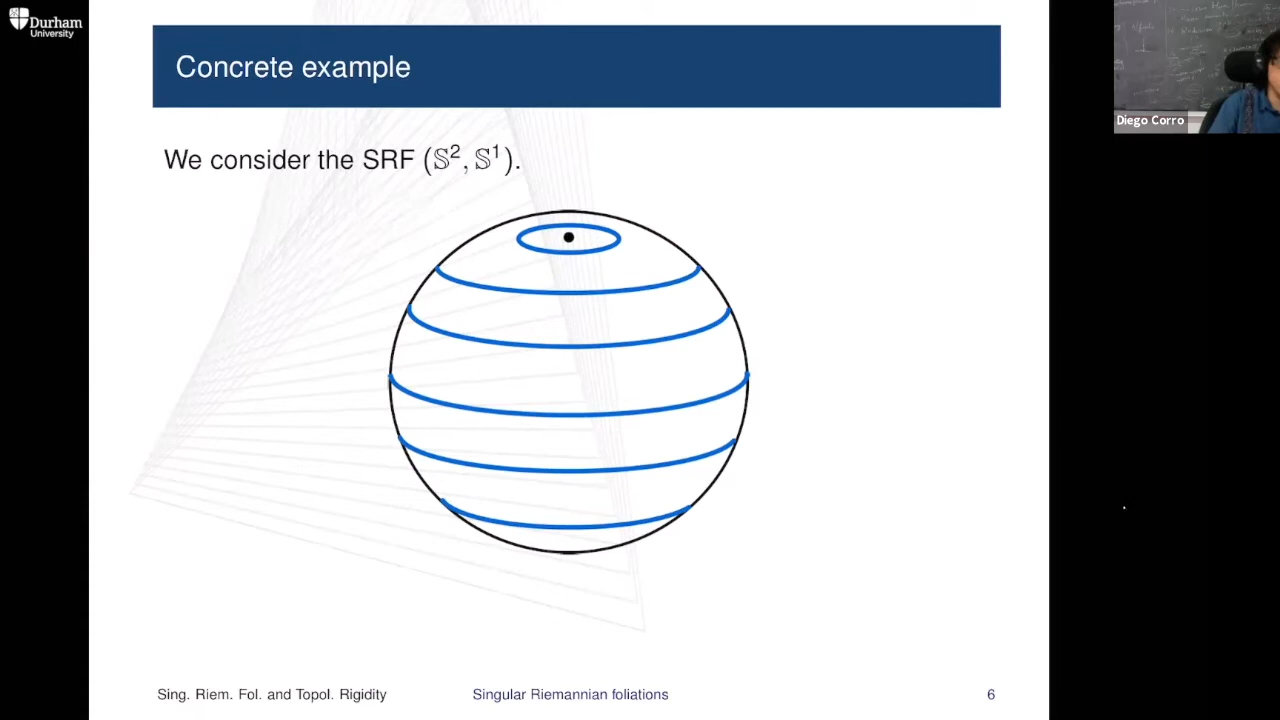 Durham
University
Concrete example
Diego Corro
We consider the SRF (𝕊², 𝕊¹).
Sing. Riem. Fol. and Topol. Rigidity
Singular Riemannian foliations
6